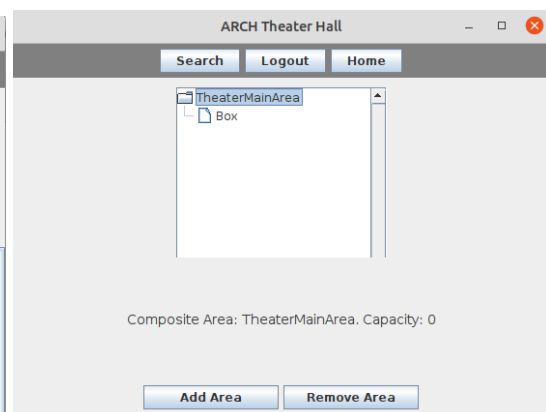 ARCH Theater Hall
Search Logout Home
TheaterMainArea
Box
Composite Area: TheaterMainArea. Capacity: 0
Add Area Remove Area